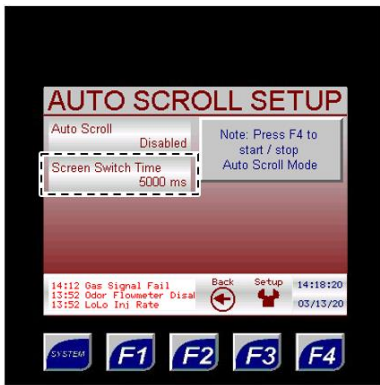 AUTO SCROLL SETUP
Auto Scroll
Disabled
Screen Switch Time
5000 ms
Note: Press F4 to
start / stop
Auto Scroll Mode
14:12 Gas Signal Fail
13:52 Odor Flowmeter Disa
13:52 LoLo Inj Rate
Back
Setup
14:18:20
03/13/20
SYSTEM
F1
F2
F3
F4